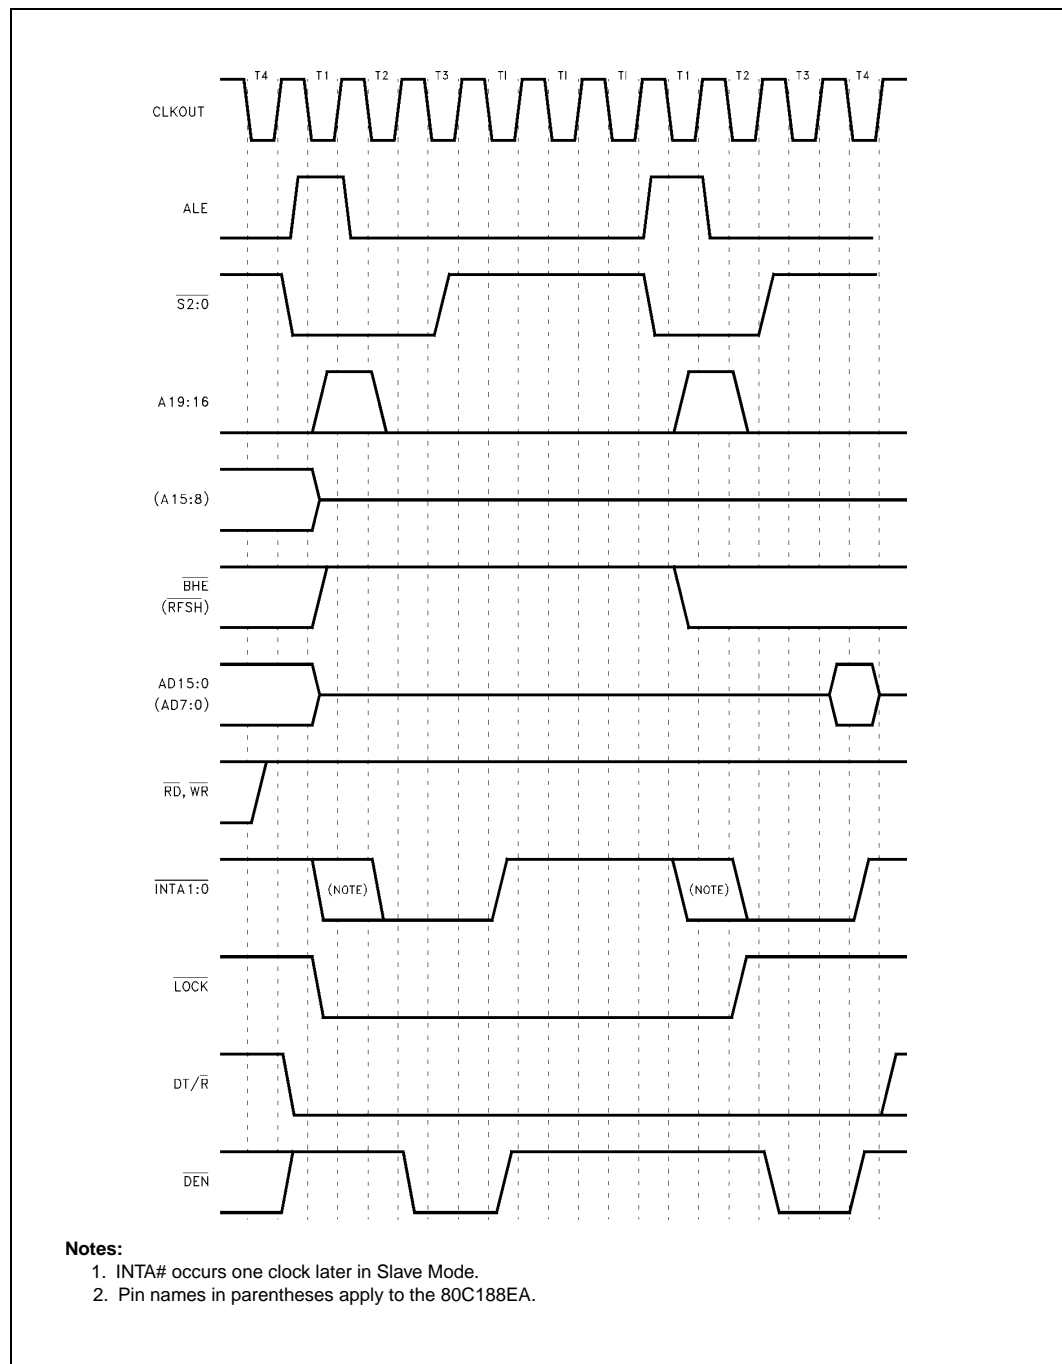 T4 T1 T2 T3 TI TI TI T1 T2 T3 T4
CLKOUT
ALE
S2:0
A19:16
(A15:8)
BHE
(RFSH)
AD15:0
(AD7:0)
RD, WR
INTA1:0
(NOTE) (NOTE)
LOCK
DT/R
DEN
Notes:
1. INTA# occurs one clock later in Slave Mode.
2. Pin names in parentheses apply to the 80C188EA.